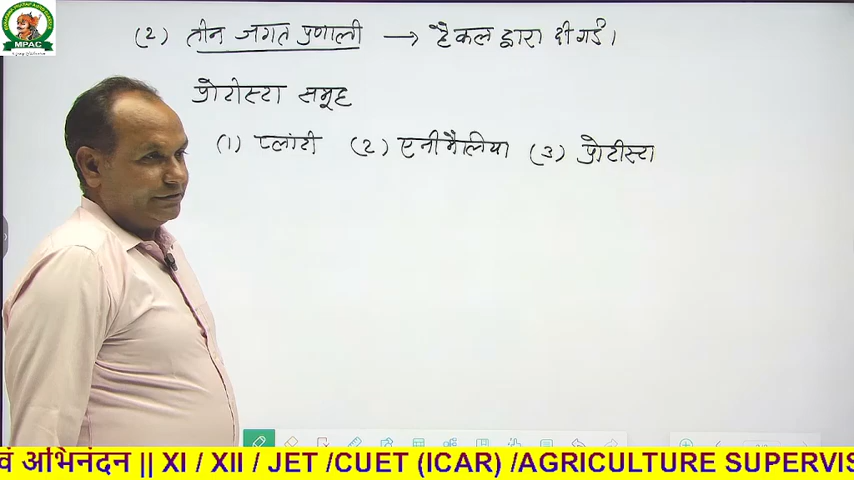 MPAC
(2) तीन जगत प्रणाली → हैकल द्वारा दी गई।
प्रोटोस्टा समूह
(1) प्लांटी (2) एनीमैलिया (3) प्रोटीस्टा
वं अभिनंदन || XI / XII / JET /CUET (ICAR) /AGRICULTURE SUPERVIS